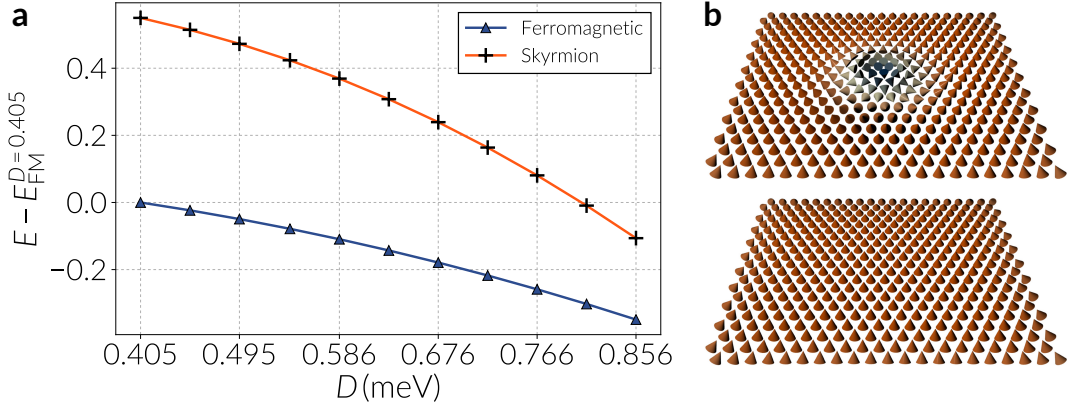 a
b
Ferromagnetic
Skyrmion
E − E_FM^{D = 0.405}
0.4
0.2
0.0
−0.2
0.405 0.495 0.586 0.676 0.766 0.856
D (meV)